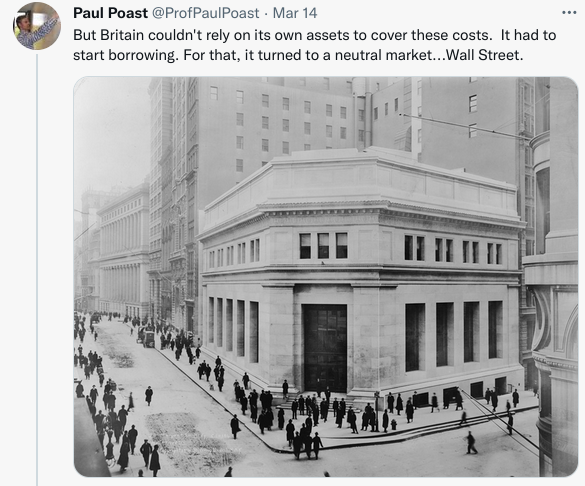 Paul Poast @ProfPaulPoast · Mar 14
But Britain couldn't rely on its own assets to cover these costs.  It had to
start borrowing. For that, it turned to a neutral market...Wall Street.